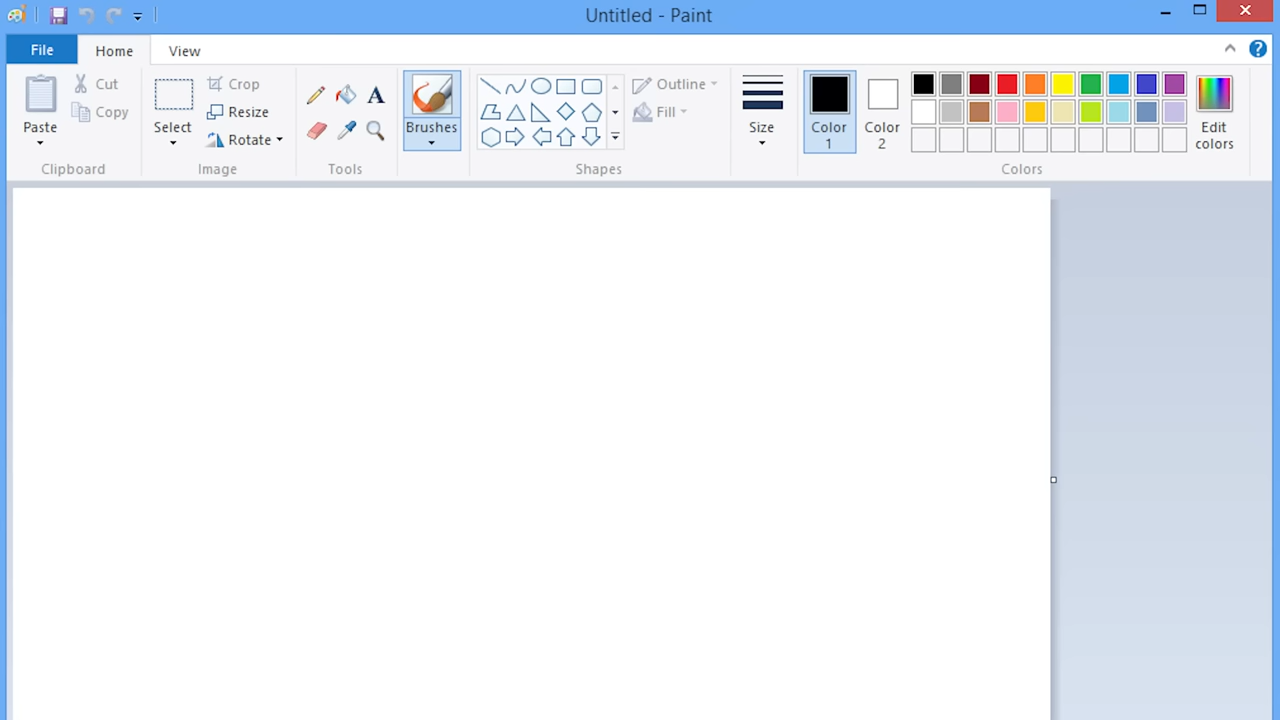 Untitled - Paint
File
Home
View
Paste
Cut
Copy
Clipboard
Select
Crop
Resize
Rotate
Image
A
Tools
Brushes
Outline
Fill
Shapes
Size
Color 1
Color 2
Edit colors
Colors